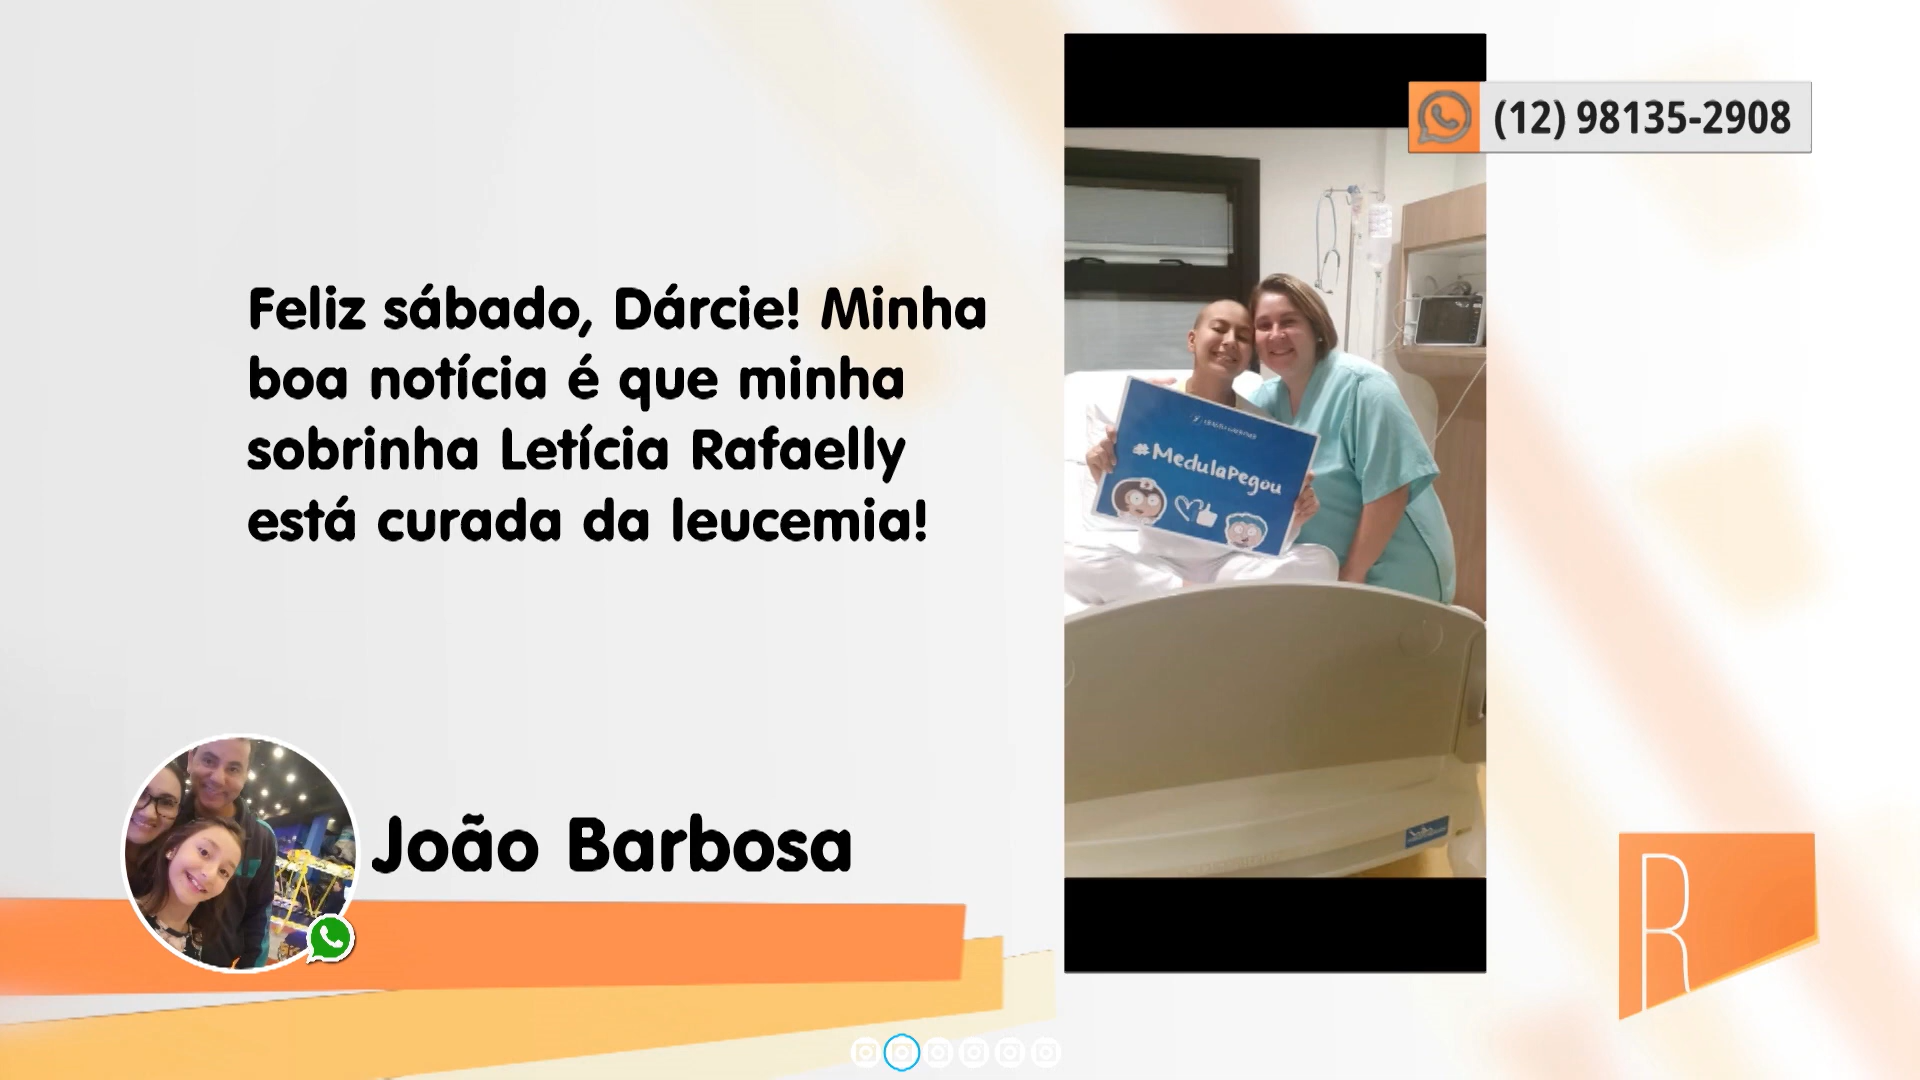 (12) 98135-2908
Feliz sábado, Dárcie! Minha
boa notícia é que minha
sobrinha Letícia Rafaelly
está curada da leucemia!
#MedulaPegou
João Barbosa
R